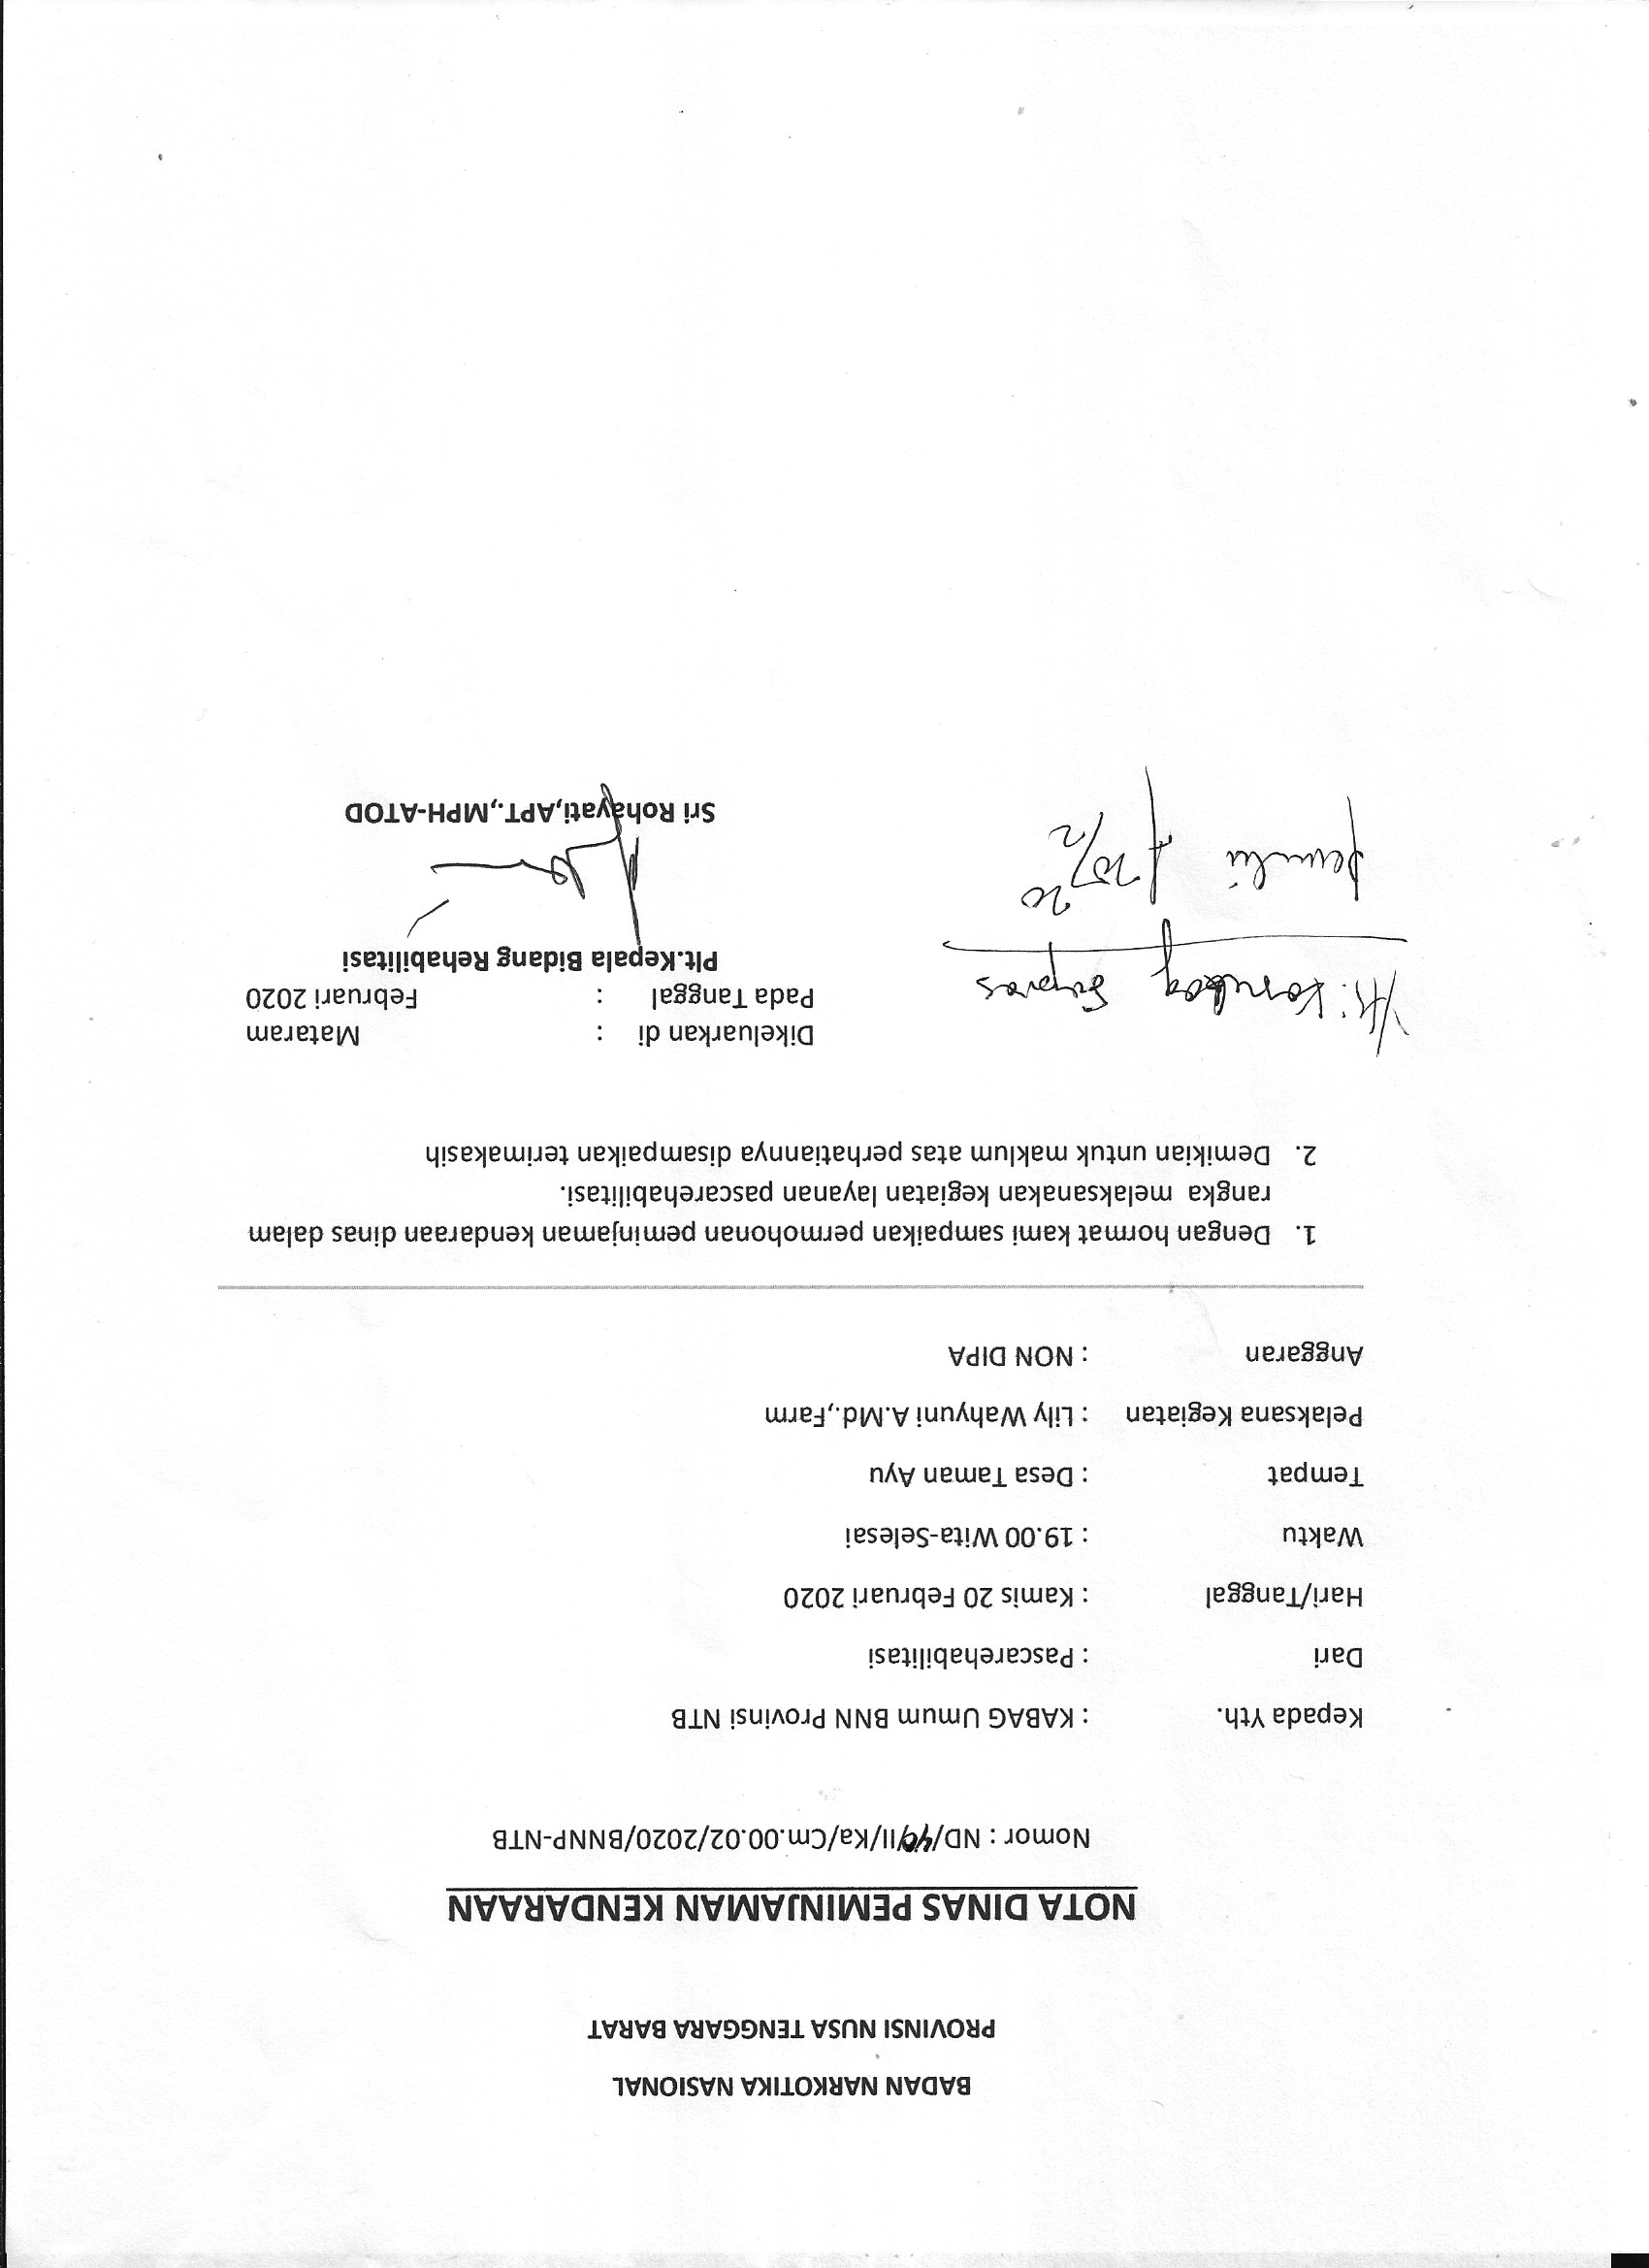 BADAN NARKOTIKA NASIONAL
PROVINSI NUSA TENGGARA BARAT
NOTA DINAS PEMINJAMAN KENDARAAN
Nomor : ND/40/II/Ka/Cm.00.02/2020/BNNP-NTB
Kepada Yth. : KABAG Umum BNN Provinsi NTB
Dari : Pascarehabilitasi
Hari/Tanggal : Kamis 20 Februari 2020
Waktu : 19.00 Wita-Selesai
Tempat : Desa Taman Ayu
Pelaksana Kegiatan : Lily Wahyuni A.Md.,Farm
Anggaran : NON DIPA
1. Dengan hormat kami sampaikan permohonan peminjaman kendaraan dinas dalam
rangka melaksanakan kegiatan layanan pascarehabilitasi.
2. Demikian untuk maklum atas perhatiannya disampaikan terimakasih
Dikeluarkan di : Mataram
Pada Tanggal : Februari 2020
Plt.Kepala Bidang Rehabilitasi
Sri Rohayati,APT.,MPH-ATOD
Yth: Sarpras
20/2 20